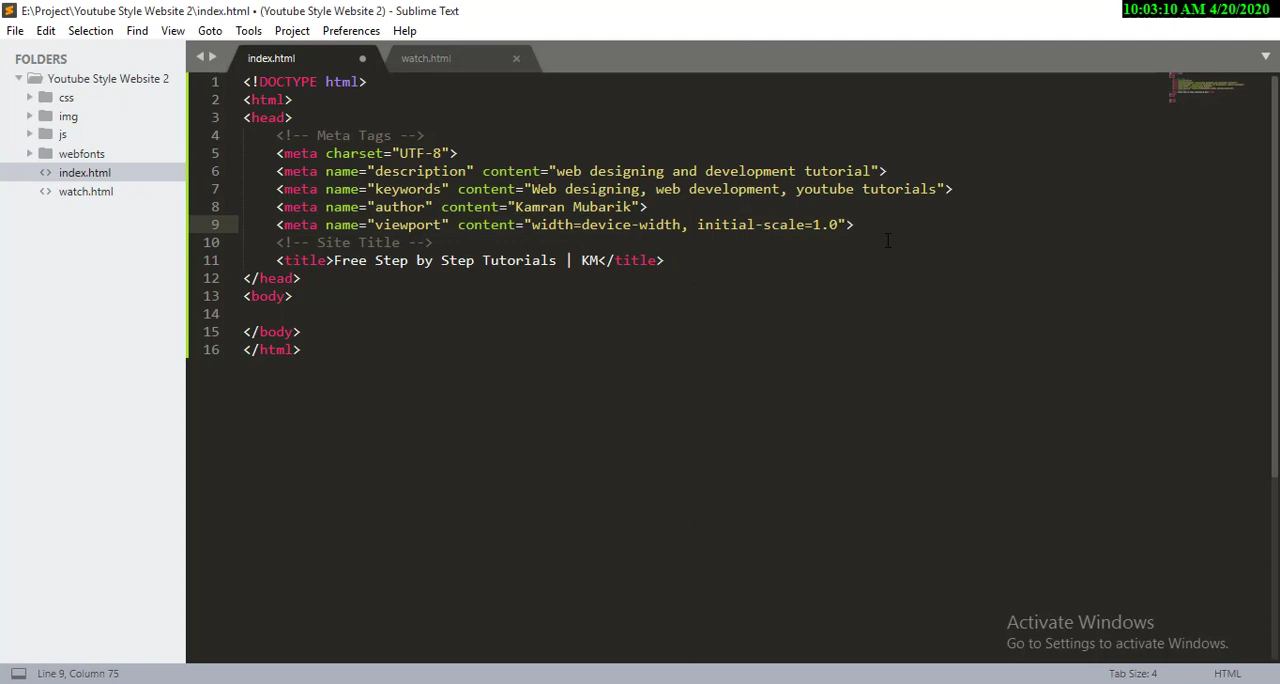 E:\Project\Youtube Style Website 2\index.html • (Youtube Style Website 2) - Sublime Text
10:03:10 AM 4/20/2020
File Edit Selection Find View Goto Tools Project Preferences Help
FOLDERS
Youtube Style Website 2
css
img
js
webfonts
index.html
watch.html
index.html watch.html
1 <!DOCTYPE html>
2 <html>
3 <head>
4 <!-- Meta Tags -->
5 <meta charset="UTF-8">
6 <meta name="description" content="web designing and development tutorial">
7 <meta name="keywords" content="Web designing, web development, youtube tutorials">
8 <meta name="author" content="Kamran Mubarik">
9 <meta name="viewport" content="width=device-width, initial-scale=1.0">
10 <!-- Site Title -->
11 <title>Free Step by Step Tutorials | KM</title>
12 </head>
13 <body>
14
15 </body>
16 </html>
Activate Windows
Go to Settings to activate Windows.
Line 9, Column 75 Tab Size: 4 HTML